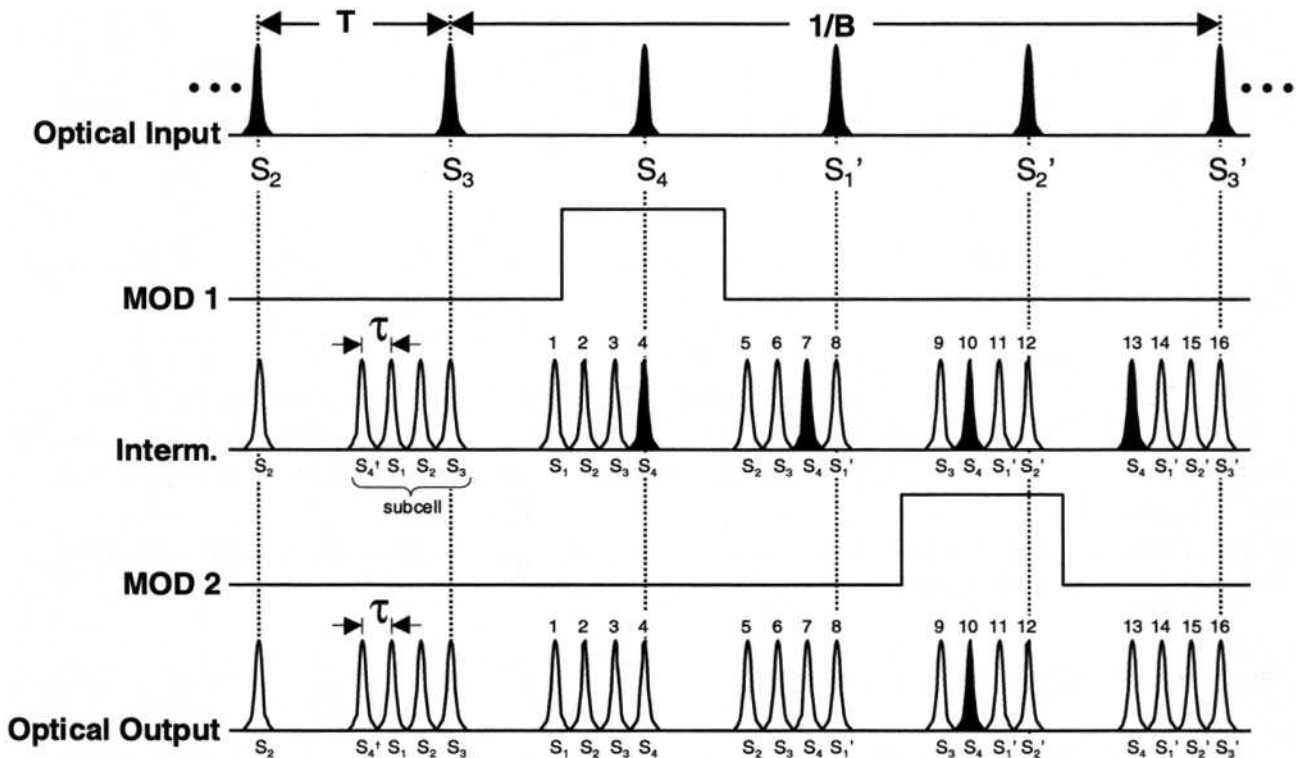 T 1/B
••• •••
Optical Input
S₂ S₃ S₄ S₁' S₂' S₃'
MOD 1
τ 1 2 3 4 5 6 7 8 9 10 11 12 13 14 15 16
Interm.
S₂ S₄† S₁ S₂ S₃ S₁ S₂ S₃ S₄ S₂ S₃ S₄ S₁' S₃ S₄ S₁' S₂' S₄ S₁' S₂' S₃'
subcell
MOD 2
τ 1 2 3 4 5 6 7 8 9 10 11 12 13 14 15 16
Optical Output
S₂ S₄† S₁ S₂ S₃ S₁ S₂ S₃ S₄ S₂ S₃ S₄ S₁' S₃ S₄ S₁' S₂' S₄ S₁' S₂' S₃'